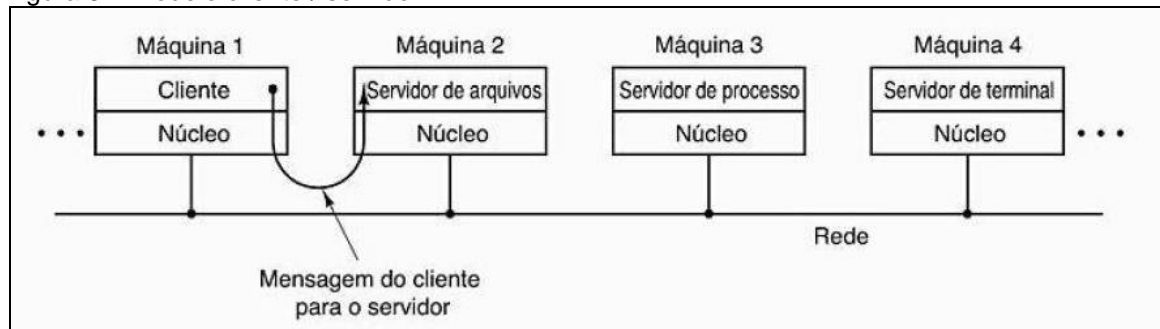 Máquina 1 Máquina 2 Máquina 3 Máquina 4
Cliente Servidor de arquivos Servidor de processo Servidor de terminal
Núcleo Núcleo Núcleo Núcleo
Rede
Mensagem do cliente
para o servidor